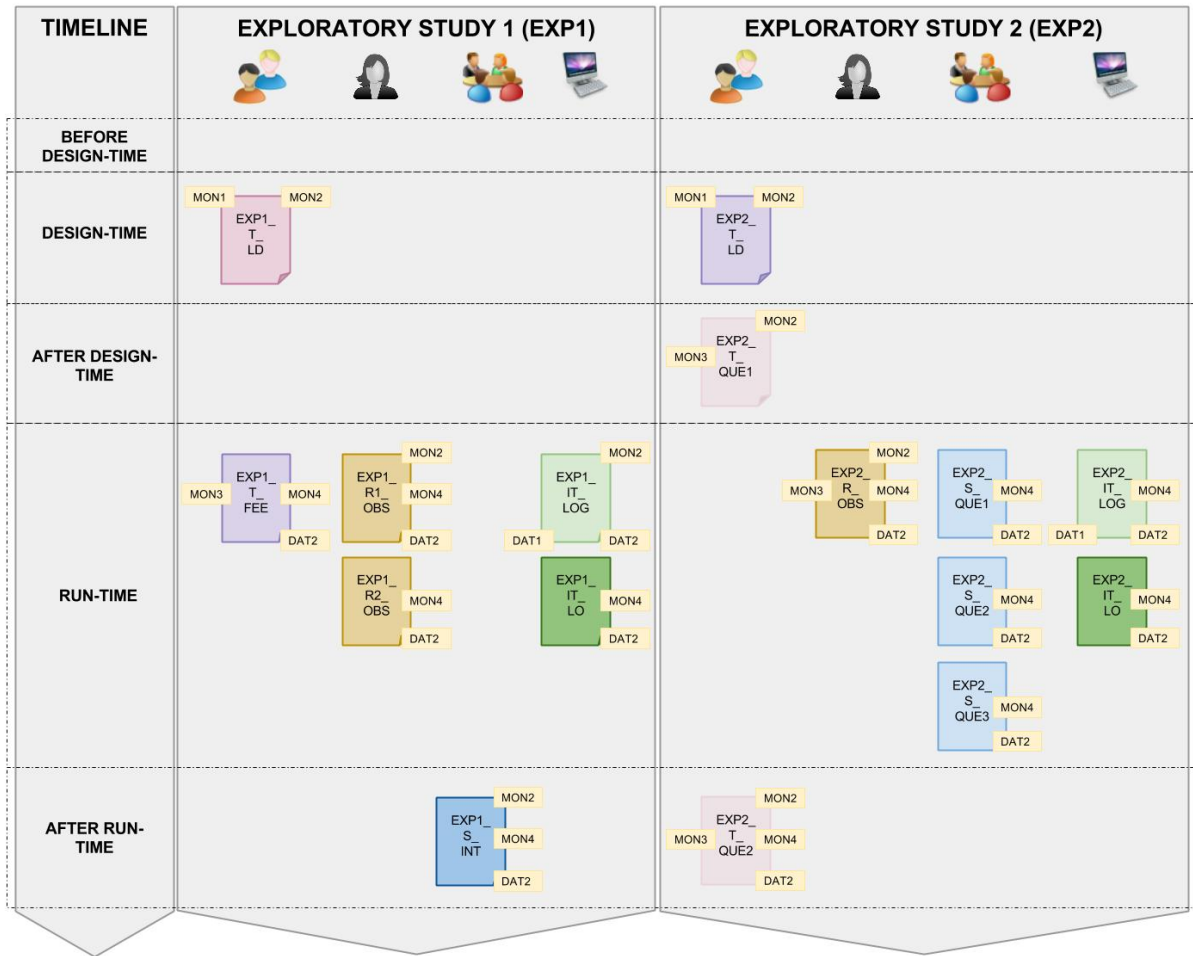 TIMELINE
EXPLORATORY STUDY 1 (EXP1)
EXPLORATORY STUDY 2 (EXP2)
BEFORE
DESIGN-TIME
DESIGN-TIME
MON1
MON2
EXP1_
T_
LD
MON1
MON2
EXP2_
T_
LD
AFTER DESIGN-
TIME
MON2
EXP2_
T_
QUE1
MON3
RUN-TIME
EXP1_
T_
FEE
MON3
MON4
DAT2
MON2
EXP1_
R1_
OBS
MON4
DAT2
EXP1_
R2_
OBS
MON4
DAT2
MON2
EXP1_
IT_
LOG
DAT1
DAT2
EXP1_
IT_
LO
MON4
DAT2
MON2
EXP2_
R_
OBS
MON3
MON4
DAT2
EXP2_
S_
QUE1
MON4
DAT2
EXP2_
S_
QUE2
MON4
DAT2
EXP2_
S_
QUE3
MON4
DAT2
EXP2_
IT_
LOG
MON4
DAT1
DAT2
EXP2_
IT_
LO
MON4
DAT2
AFTER RUN-
TIME
MON2
EXP1_
S_
INT
MON4
DAT2
MON2
EXP2_
T_
QUE2
MON3
MON4
DAT2